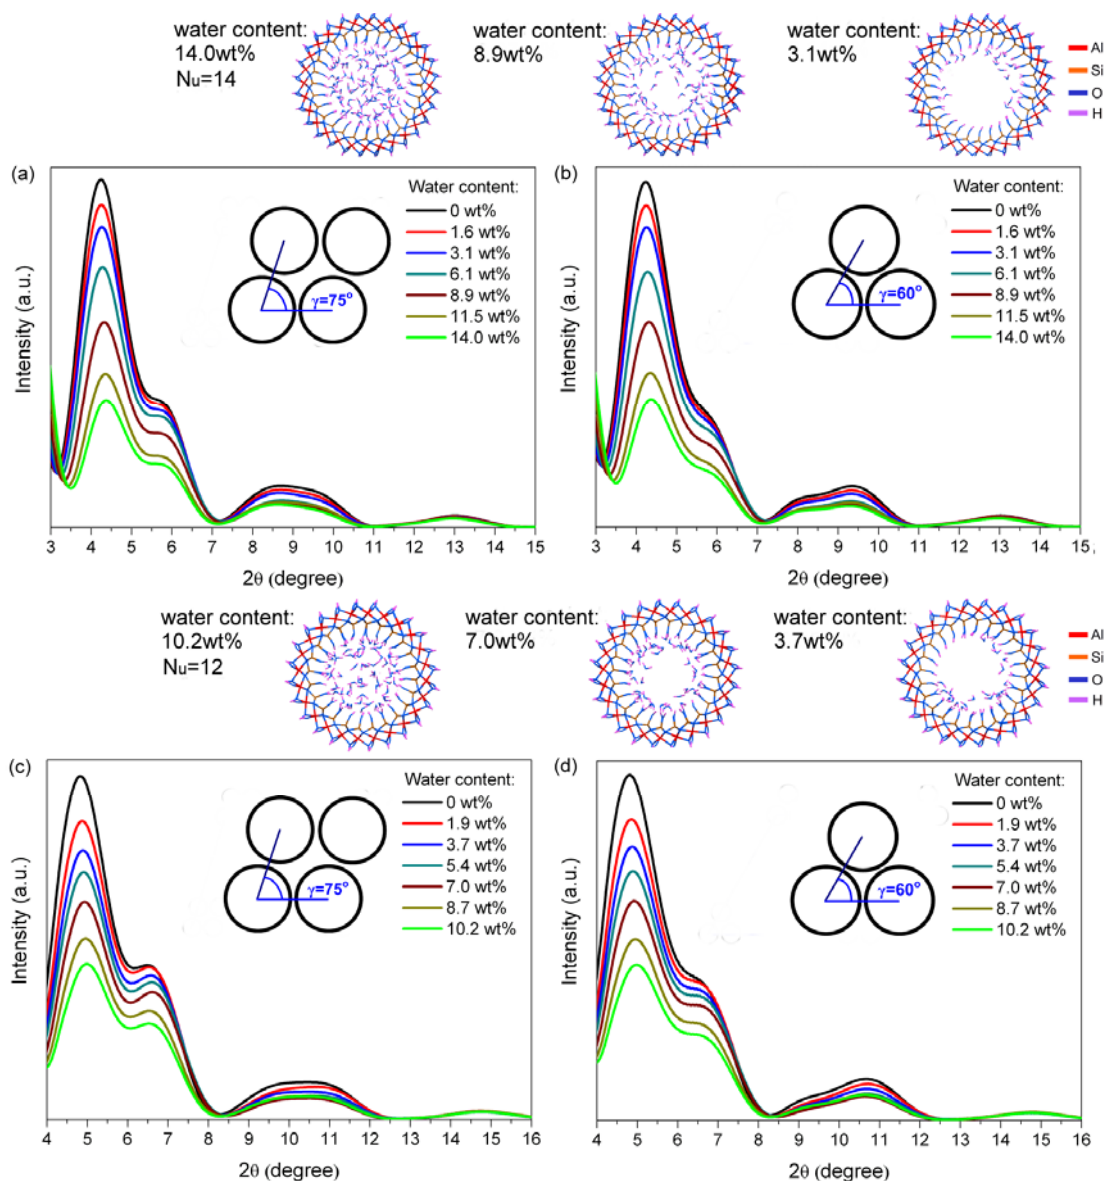 water content:
14.0wt%
Nu=14
water content:
8.9wt%
water content:
3.1wt%
Al
Si
O
H
(a)
Water content:
0 wt%
1.6 wt%
3.1 wt%
6.1 wt%
8.9 wt%
11.5 wt%
14.0 wt%
γ=75°
Intensity (a.u.)
3 4 5 6 7 8 9 10 11 12 13 14 15
2θ (degree)
(b)
Water content:
0 wt%
1.6 wt%
3.1 wt%
6.1 wt%
8.9 wt%
11.5 wt%
14.0 wt%
γ=60°
Intensity (a.u.)
3 4 5 6 7 8 9 10 11 12 13 14 15
2θ (degree)
water content:
10.2wt%
Nu=12
water content:
7.0wt%
water content:
3.7wt%
Al
Si
O
H
(c)
Water content:
0 wt%
1.9 wt%
3.7 wt%
5.4 wt%
7.0 wt%
8.7 wt%
10.2 wt%
γ=75°
Intensity (a.u.)
4 5 6 7 8 9 10 11 12 13 14 15 16
2θ (degree)
(d)
Water content:
0 wt%
1.9 wt%
3.7 wt%
5.4 wt%
7.0 wt%
8.7 wt%
10.2 wt%
γ=60°
Intensity (a.u.)
4 5 6 7 8 9 10 11 12 13 14 15 16
2θ (degree)